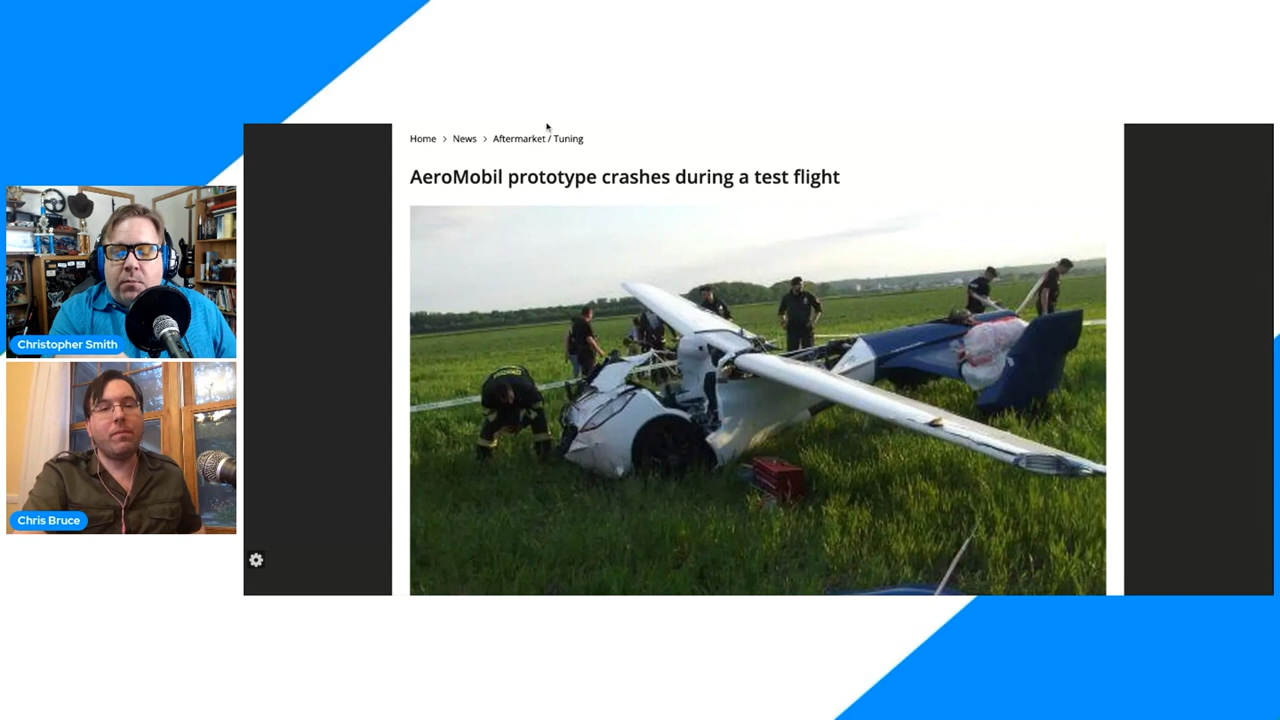 Home > News > Aftermarket / Tuning
AeroMobil prototype crashes during a test flight
Christopher Smith
Chris Bruce